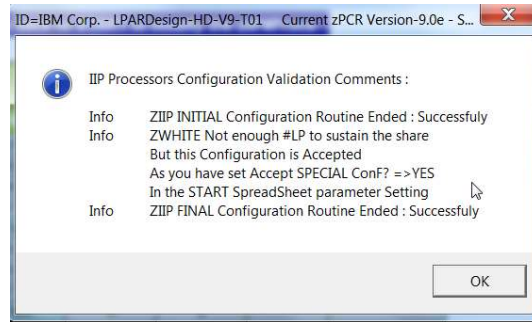 ID=IBM Corp. - LPARDesign-HD-V9-T01 Current zPCR Version-9.0e - S...
IIP Processors Configuration Validation Comments :
Info ZIIP INITIAL Configuration Routine Ended : Successfuly
Info ZWHITE Not enough #LP to sustain the share
But this Configuration is Accepted
As you have set Accept SPECIAL ConF? =>YES
In the START SpreadSheet parameter Setting
Info ZIIP FINAL Configuration Routine Ended : Successfuly
OK